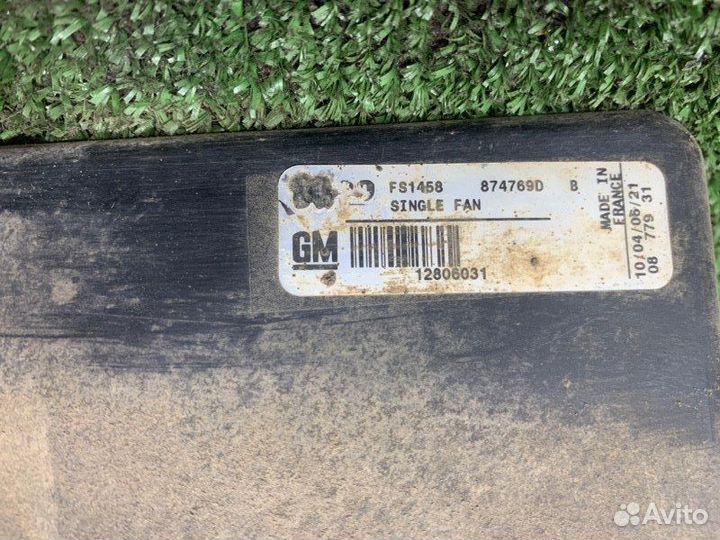 FS1458 874769D B
SINGLE FAN
GM
12806031
MADE IN
FRANCE
10/04/06/21
08 779 31
Avito